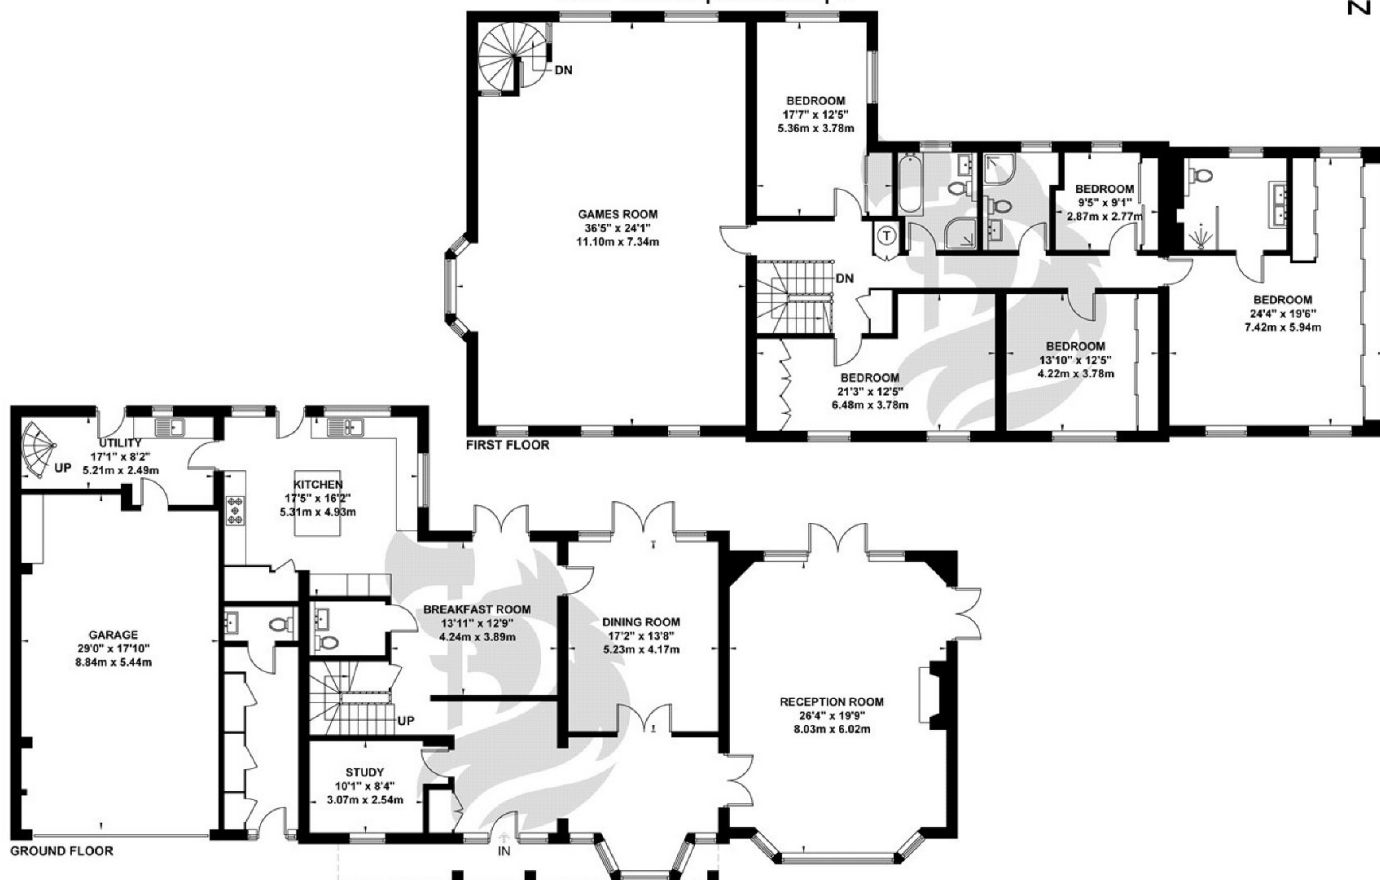 Z
DN
GAMES ROOM
36'5" x 24'1"
11.10m x 7.34m
BEDROOM
17'7" x 12'5"
5.36m x 3.78m
T
DN
BEDROOM
9'5" x 9'1"
2.87m x 2.77m
BEDROOM
24'4" x 19'6"
7.42m x 5.94m
BEDROOM
13'10" x 12'5"
4.22m x 3.78m
BEDROOM
21'3" x 12'5"
6.48m x 3.78m
FIRST FLOOR
UTILITY
17'1" x 8'2"
5.21m x 2.49m
UP
KITCHEN
17'5" x 16'2"
5.31m x 4.93m
GARAGE
29'0" x 17'10"
8.84m x 5.44m
BREAKFAST ROOM
13'11" x 12'9"
4.24m x 3.89m
DINING ROOM
17'2" x 13'8"
5.23m x 4.17m
RECEPTION ROOM
26'4" x 19'9"
8.03m x 6.02m
UP
STUDY
10'1" x 8'4"
3.07m x 2.54m
IN
GROUND FLOOR